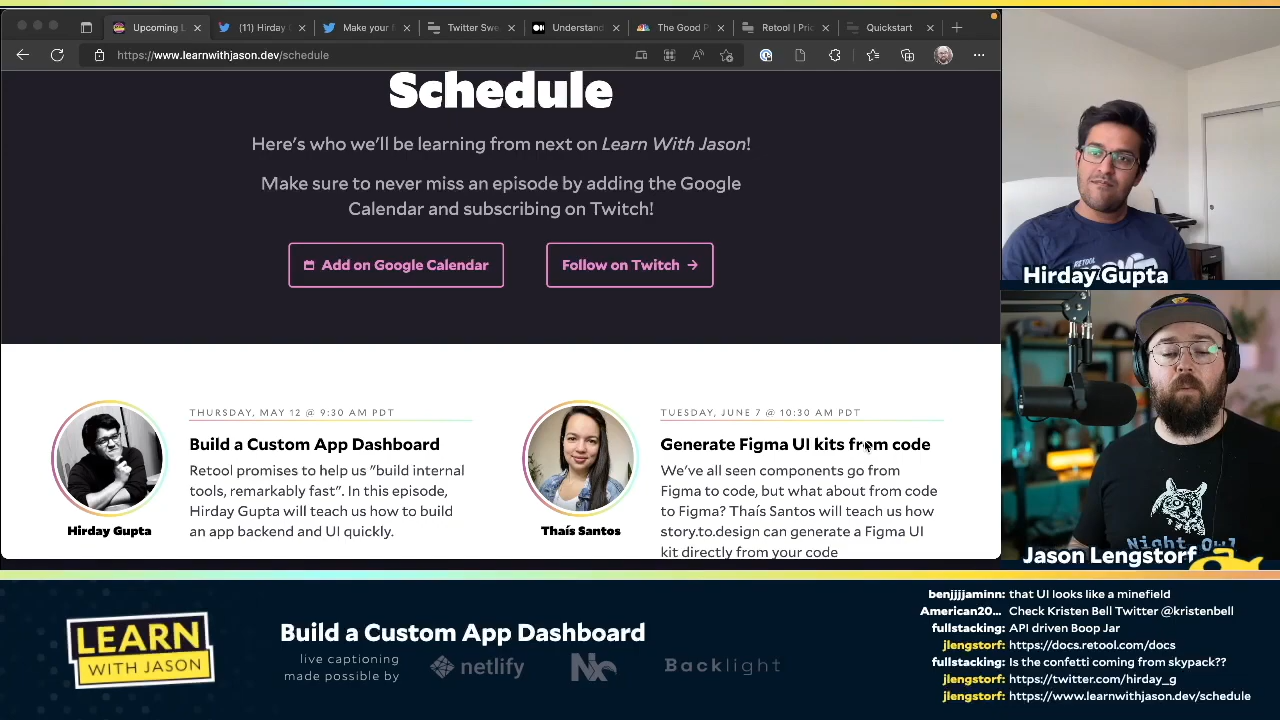 Upcoming L
(11) Hirday
Make your D
Twitter Swe
Understand
The Good P
Retool | Pric
Quickstart
https://www.learnwithjason.dev/schedule
Schedule
Here's who we'll be learning from next on Learn With Jason!
Make sure to never miss an episode by adding the Google
Calendar and subscribing on Twitch!
Add on Google Calendar
Follow on Twitch →
THURSDAY, MAY 12 @ 9:30 AM PDT
Build a Custom App Dashboard
Retool promises to help us "build internal
tools, remarkably fast". In this episode,
Hirday Gupta will teach us how to build
an app backend and UI quickly.
Hirday Gupta
TUESDAY, JUNE 7 @ 10:30 AM PDT
Generate Figma UI kits from code
We've all seen components go from
Figma to code, but what about from code
to Figma? Thaís Santos will teach us how
story.to.design can generate a Figma UI
kit directly from your code
Thaís Santos
RETOOL
Hirday Gupta
Night Owl
Jason Lengstorf
LEARN
WITH JASON
Build a Custom App Dashboard
live captioning
made possible by
netlify
Nx
Backlight
benjjjjaminn: that UI looks like a minefield
American20... Check Kristen Bell Twitter @kristenbell
fullstacking: API driven Boop Jar
jlengstorf: https://docs.retool.com/docs
fullstacking: Is the confetti coming from skypack??
jlengstorf: https://twitter.com/hirday_g
jlengstorf: https://www.learnwithjason.dev/schedule